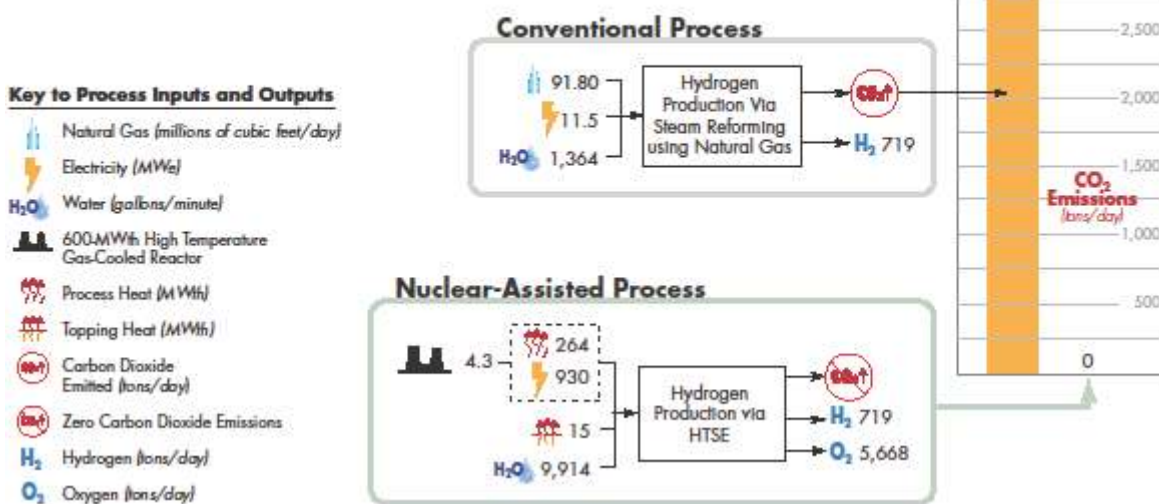 Conventional Process
91.80
11.5
H₂O 1,364
Hydrogen
Production Via
Steam Reforming
using Natural Gas
CO₂↑
H₂ 719
Key to Process Inputs and Outputs
Natural Gas (millions of cubic feet/day)
Electricity (MWe)
H₂O Water (gallons/minute)
600-MWth High Temperature
Gas-Cooled Reactor
Process Heat (MWth)
Topping Heat (MWth)
CO₂↑ Carbon Dioxide
Emitted (tons/day)
CO₂↑ Zero Carbon Dioxide Emissions
H₂ Hydrogen (tons/day)
O₂ Oxygen (tons/day)
Nuclear-Assisted Process
4.3
264
930
15
H₂O 9,914
Hydrogen
Production via
HTSE
CO₂↑
H₂ 719
O₂ 5,668
2,500
2,000
1,500
CO₂
Emissions
(tons/day)
1,000
500
0